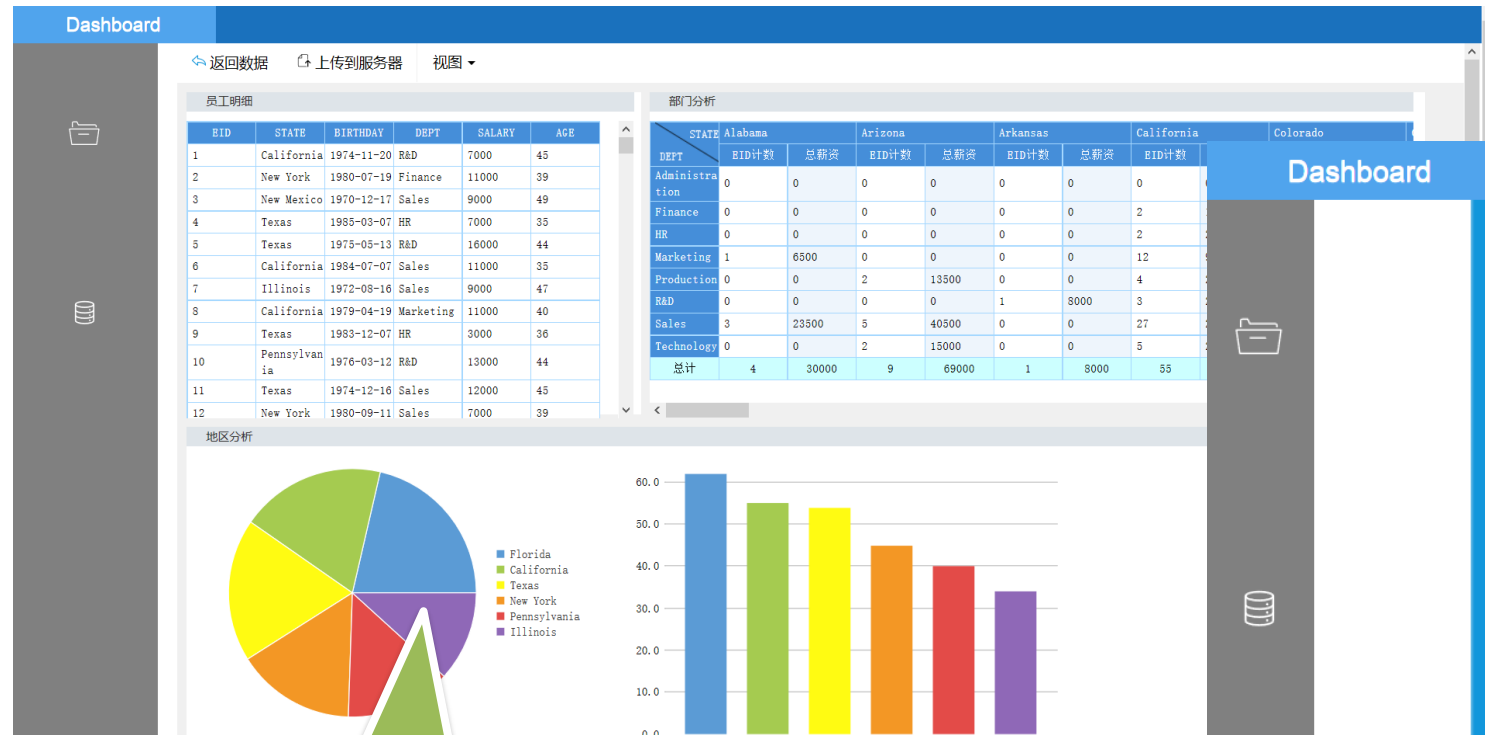 Dashboard
返回数据 上传到服务器 视图
员工明细 部门分析
EID STATE BIRTHDAY DEPT SALARY AGE
1 California 1974-11-20 R&D 7000 45
2 New York 1980-07-19 Finance 11000 39
3 New Mexico 1970-12-17 Sales 9000 49
4 Texas 1985-03-07 HR 7000 35
5 Texas 1975-05-13 R&D 16000 44
6 California 1984-07-07 Sales 11000 35
7 Illinois 1972-08-16 Sales 9000 47
8 California 1979-04-19 Marketing 11000 40
9 Texas 1983-12-07 HR 3000 36
10 Pennsylvan
ia 1976-03-12 R&D 13000 44
11 Texas 1974-12-16 Sales 12000 45
12 New York 1980-09-11 Sales 7000 39
STATE Alabama Arizona Arkansas California Colorado
DEPT EID计数 总薪资 EID计数 总薪资 EID计数 总薪资 EID计数
Administra
tion 0 0 0 0 0 0 0
Finance 0 0 0 0 0 0 2
HR 0 0 0 0 0 0 2
Marketing 1 6500 0 0 0 0 12
Production 0 0 2 13500 0 0 4
R&D 0 0 0 0 1 8000 3
Sales 3 23500 5 40500 0 0 27
Technology 0 0 2 15000 0 0 5
总计 4 30000 9 69000 1 8000 55
Dashboard
地区分析
Florida
California
Texas
New York
Pennsylvania
Illinois
60.0
50.0
40.0
30.0
20.0
10.0
0.0